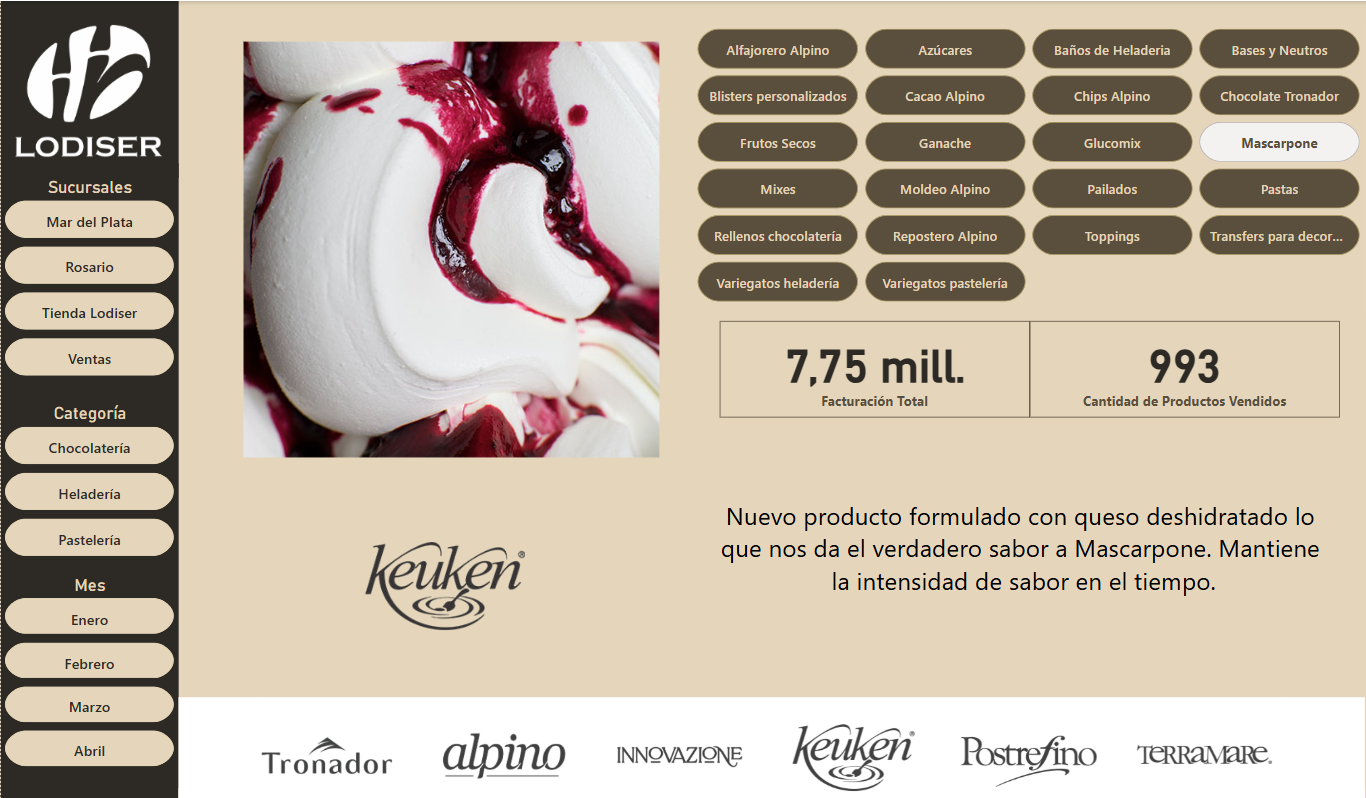 LODISER
Sucursales
Mar del Plata
Rosario
Tienda Lodiser
Ventas
Categoría
Chocolatería
Heladería
Pastelería
Mes
Enero
Febrero
Marzo
Abril
Alfajorero Alpino
Azúcares
Baños de Heladeria
Bases y Neutros
Blisters personalizados
Cacao Alpino
Chips Alpino
Chocolate Tronador
Frutos Secos
Ganache
Glucomix
Mascarpone
Mixes
Moldeo Alpino
Pailados
Pastas
Rellenos chocolatería
Repostero Alpino
Toppings
Transfers para decor...
Variegatos heladería
Variegatos pastelería
7,75 mill.
Facturación Total
993
Cantidad de Productos Vendidos
keuken®
Nuevo producto formulado con queso deshidratado lo
que nos da el verdadero sabor a Mascarpone. Mantiene
la intensidad de sabor en el tiempo.
Tronador
alpino
INNOVAZIONE
keuken®
Postrefino
TERRAMARE.